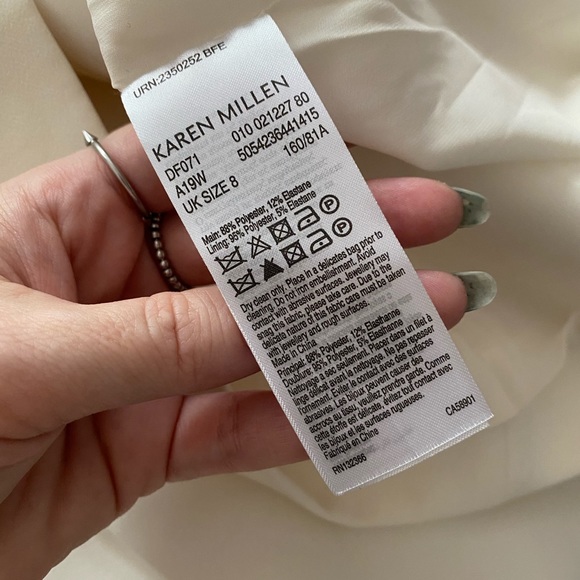 URN:2350252 BFE
KAREN MILLEN
DF071 010 021227 80
A19W 5054236441415
UK SIZE 8 160/81A
Main: 88% Polyester, 12% Elastane
Lining: 95% Polyester, 5% Elastane
P
P
Dry clean only. Place in a delicates bag prior to
cleaning. Do not iron embellishment. Avoid
contact with abrasive surfaces. Jewellery may
snag this fabric, please take care. Due to the
delicate nature of this fabric care must be taken
with jewellery and rough surfaces.
Made in China
Principal: 88% Polyester, 12% Elasthanne
Doublure: 95% Polyester, 5% Elasthanne
Nettoyage à sec seulement. Placer dans un filet à
linge délicat avant le nettoyage. Ne pas repasser
l'ornement. Eviter tout contact avec des surfaces
abrasives. Les bijoux peuvent causer des
accrocs au tissu, veuillez prendre garde. Comme
cette étoffe est délicate, évitez tout contact avec
les bijoux et les surfaces rugueuses.
Fabriqué en Chine
RN132366 CA58901